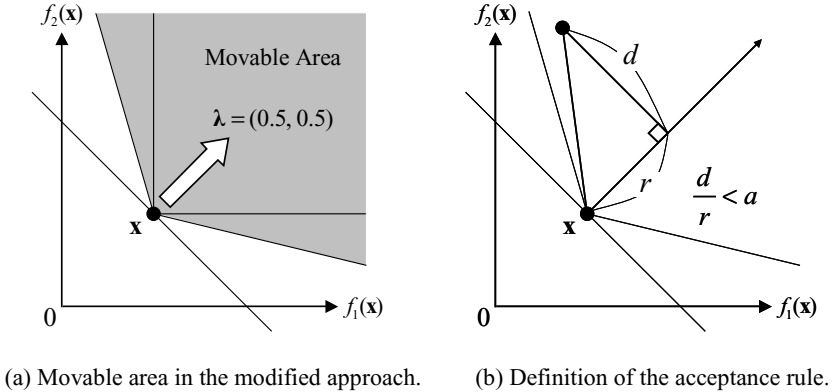 f₂(x)
Movable Area
λ = (0.5, 0.5)
x
0
f₁(x)
(a) Movable area in the modified approach.
f₂(x)
d
r
d/r < a
x
0
f₁(x)
(b) Definition of the acceptance rule.